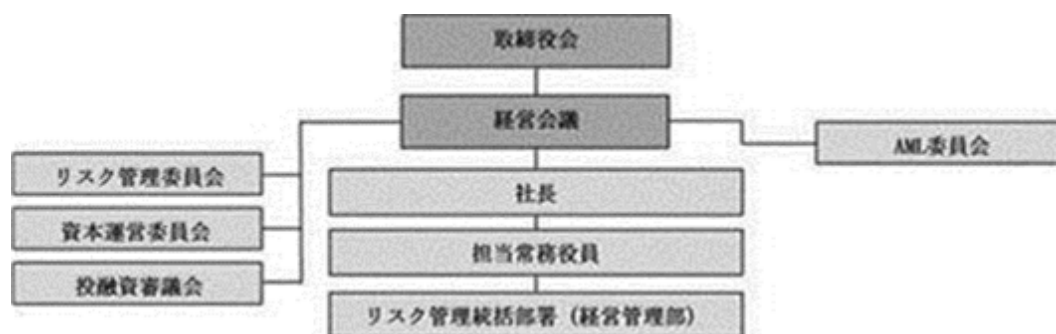 取締役会
経営会議
AML委員会
リスク管理委員会
資本運営委員会
投融資審議会
社長
担当常務役員
リスク管理統括部署（経営管理部）